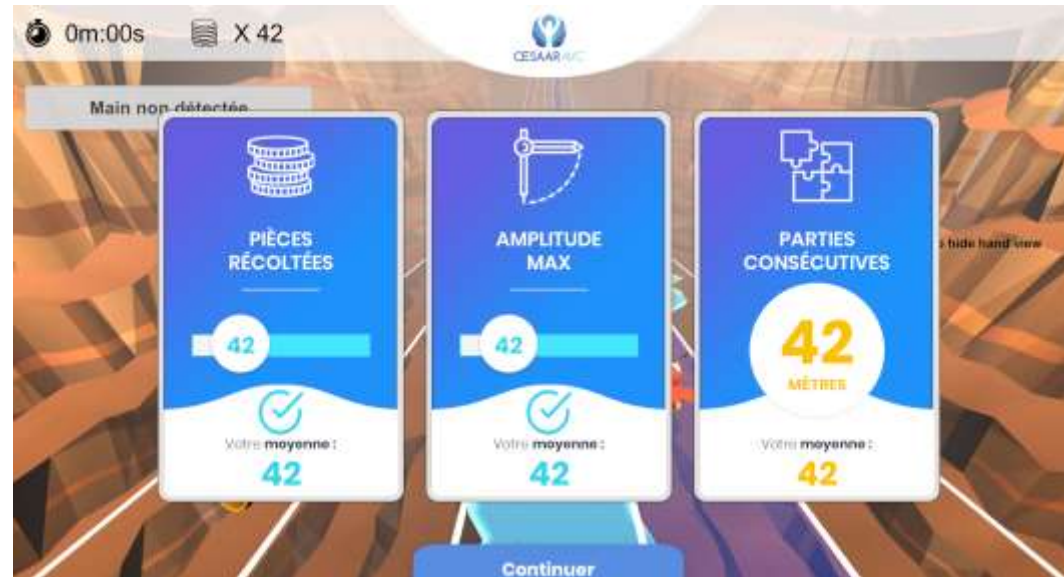 0m:00s X 42
CESAAR AVC
Main non détectée
hide hand view
PIÈCES
RÉCOLTÉES
42
Votre moyenne :
42
AMPLITUDE
MAX
42
Votre moyenne :
42
PARTIES
CONSÉCUTIVES
42
MÈTRES
Votre moyenne :
42
Continuer